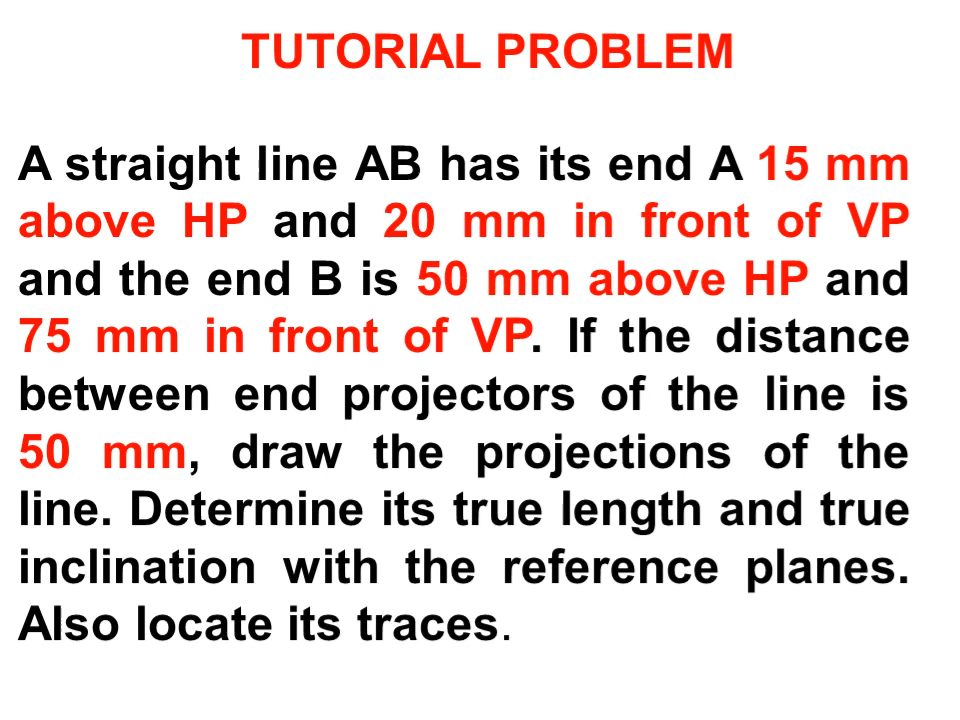 TUTORIAL PROBLEM
A straight line AB has its end A 15 mm
above HP and 20 mm in front of VP
and the end B is 50 mm above HP and
75 mm in front of VP. If the distance
between end projectors of the line is
50 mm, draw the projections of the
line. Determine its true length and true
inclination with the reference planes.
Also locate its traces.